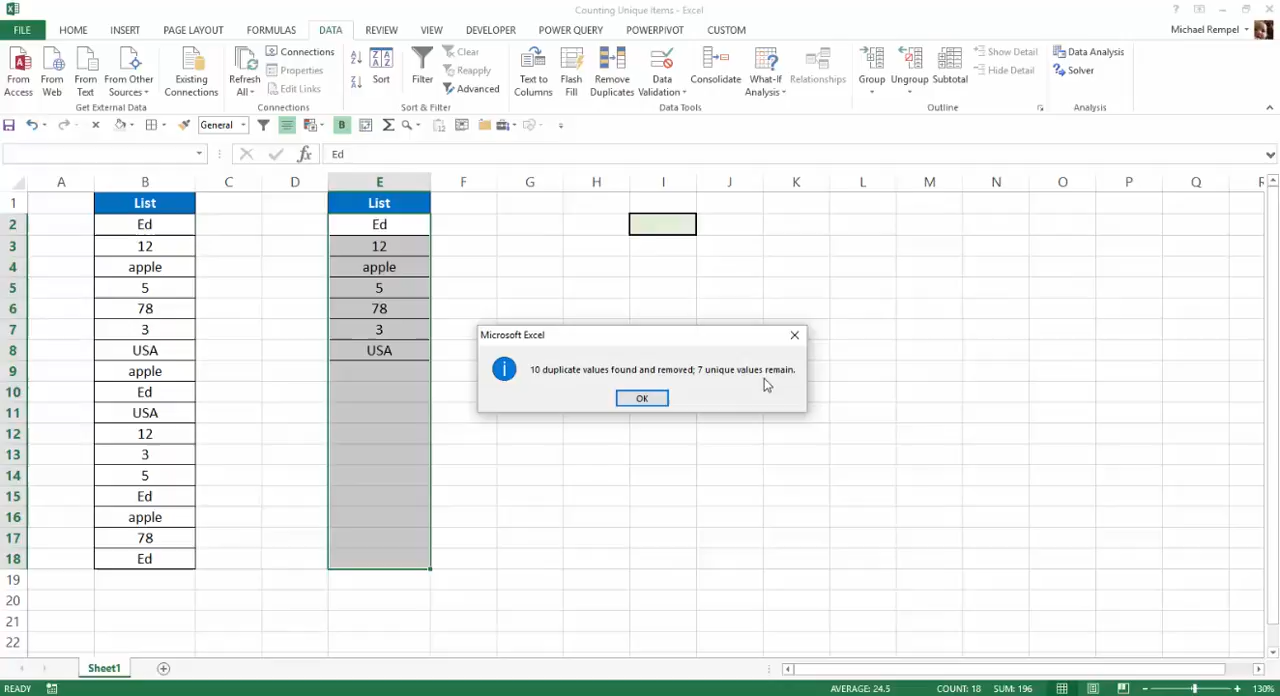 Counting Unique Items - Excel
?
FILE HOME INSERT PAGE LAYOUT FORMULAS DATA REVIEW VIEW DEVELOPER POWER QUERY POWERPIVOT CUSTOM Michael Rempel
From Access
From Web
From Text
From Other Sources
Get External Data
Existing Connections
Refresh All
Connections
Properties
Edit Links
Connections
Sort
Filter
Clear
Reapply
Advanced
Sort & Filter
Text to Columns
Flash Fill
Remove Duplicates
Data Validation
Consolidate
What-If Analysis
Relationships
Data Tools
Group
Ungroup
Subtotal
Show Detail
Hide Detail
Outline
Data Analysis
Solver
Analysis
General B
fx Ed
A B C D E F G H I J K L M N O P Q R
1 List List
2 Ed Ed
3 12 12
4 apple apple
5 5 5
6 78 78
7 3 3
8 USA USA
9 apple
10 Ed
11 USA
12 12
13 3
14 5
15 Ed
16 apple
17 78
18 Ed
19
20
21
22
Microsoft Excel
10 duplicate values found and removed; 7 unique values remain.
OK
Sheet1
READY AVERAGE: 24.5 COUNT: 18 SUM: 196 130%